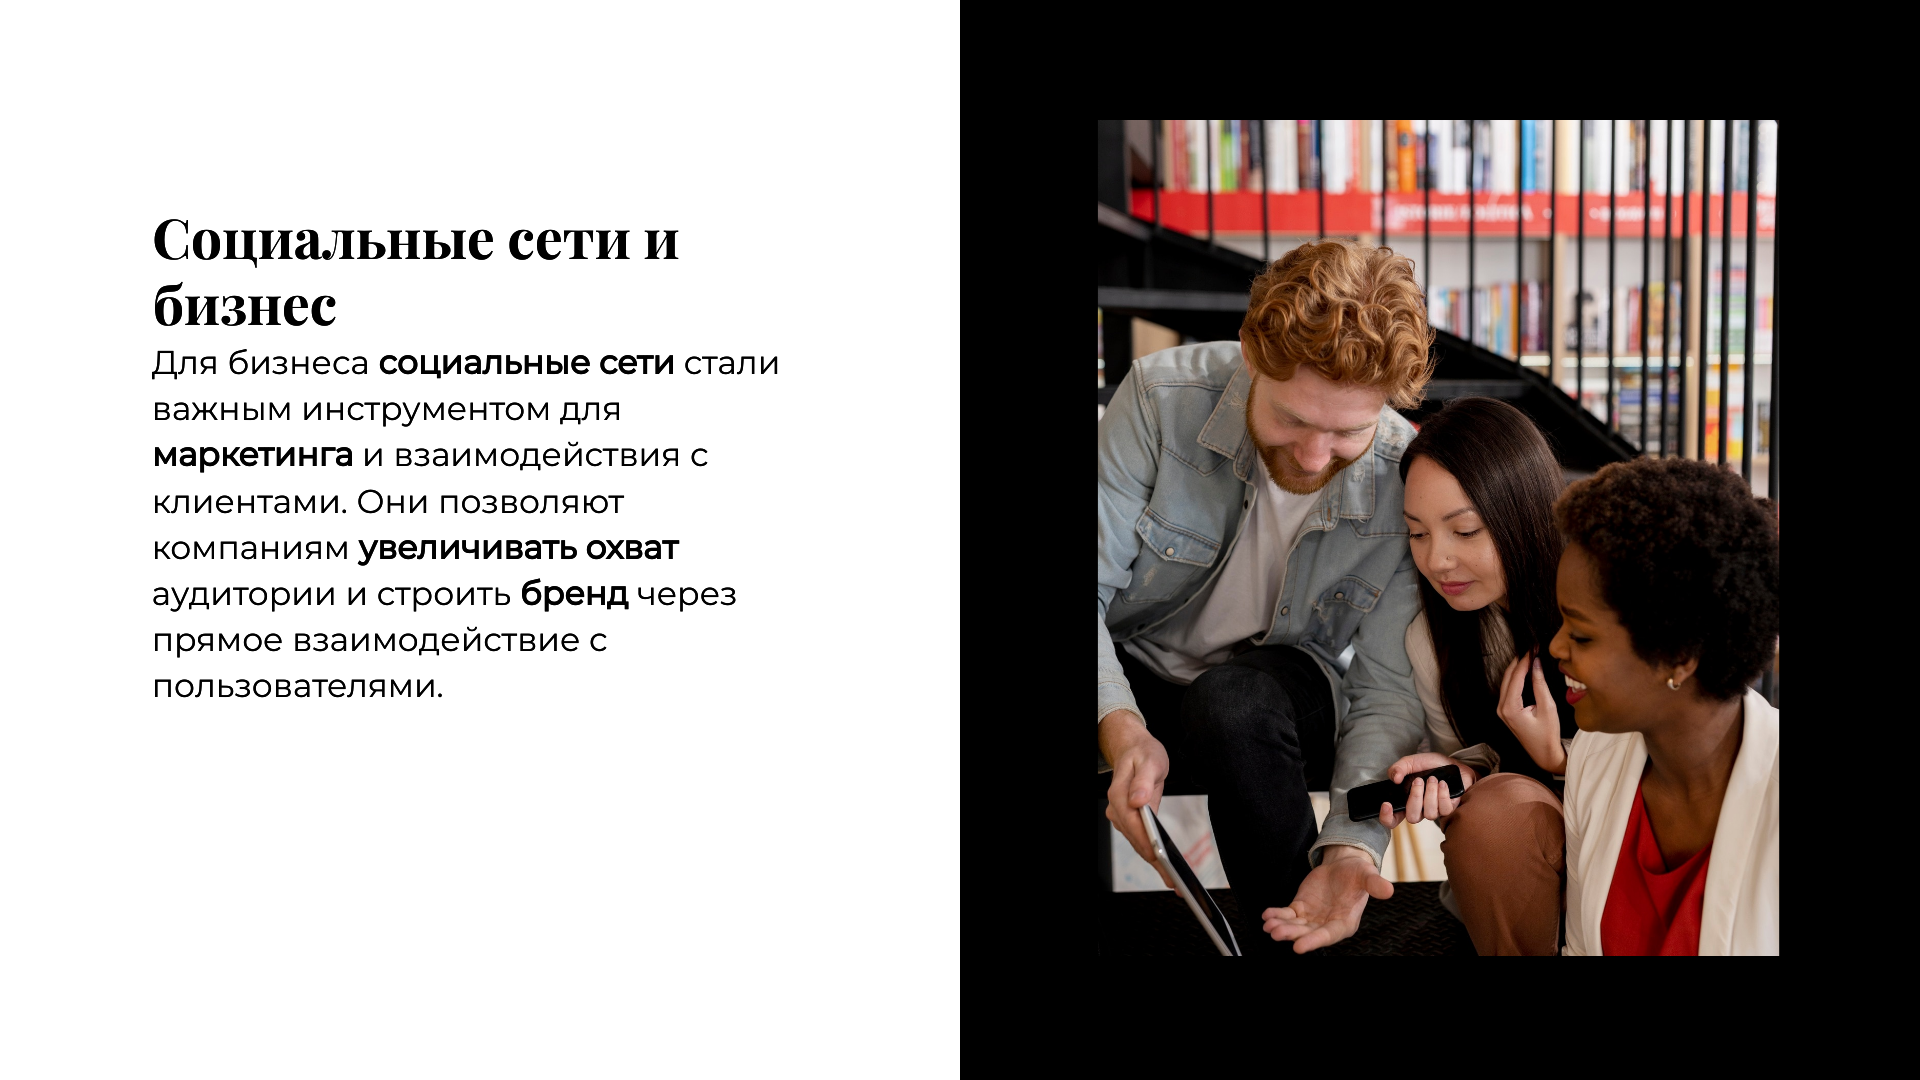 Социальные сети и
бизнес
Для бизнеса социальные сети стали
важным инструментом для
маркетинга и взаимодействия с
клиентами. Они позволяют
компаниям увеличивать охват
аудитории и строить бренд через
прямое взаимодействие с
пользователями.